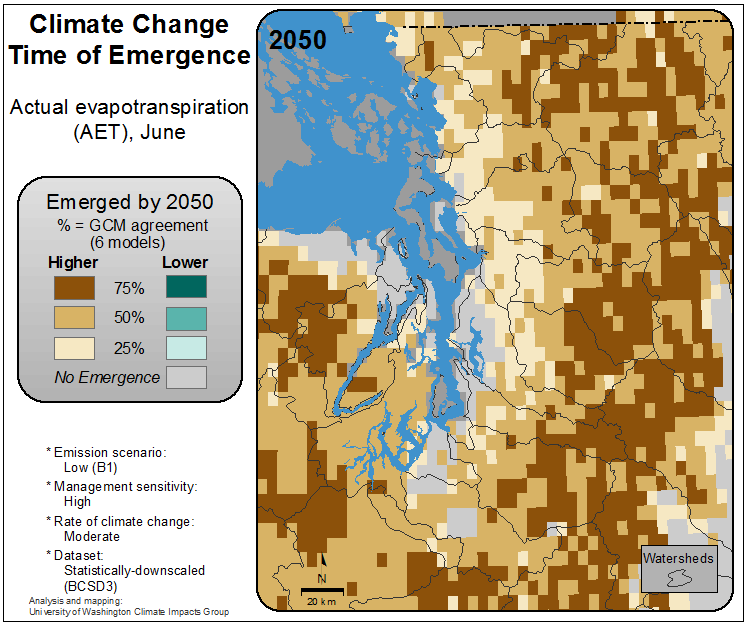 Climate Change
Time of Emergence
Actual evapotranspiration
(AET), June
Emerged by 2050
% = GCM agreement
(6 models)
Higher Lower
75%
50%
25%
No Emergence
* Emission scenario:
Low (B1)
* Management sensitivity:
High
* Rate of climate change:
Moderate
* Dataset:
Statistically-downscaled
(BCSD3)
Analysis and mapping:
University of Washington Climate Impacts Group
2050
N
20 km
Watersheds